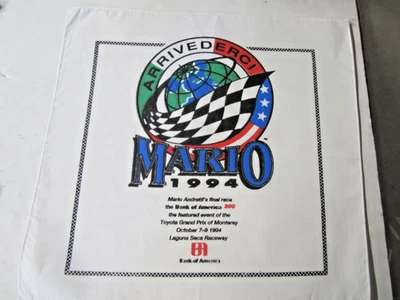 ARRIVEDERCI
MARIO
1994
Mario Andretti's final race
the Bank of America 300
the featured event of the
Toyota Grand Prix of Monterey
October 7-9 1994
Laguna Seca Raceway
BA
Bank of America